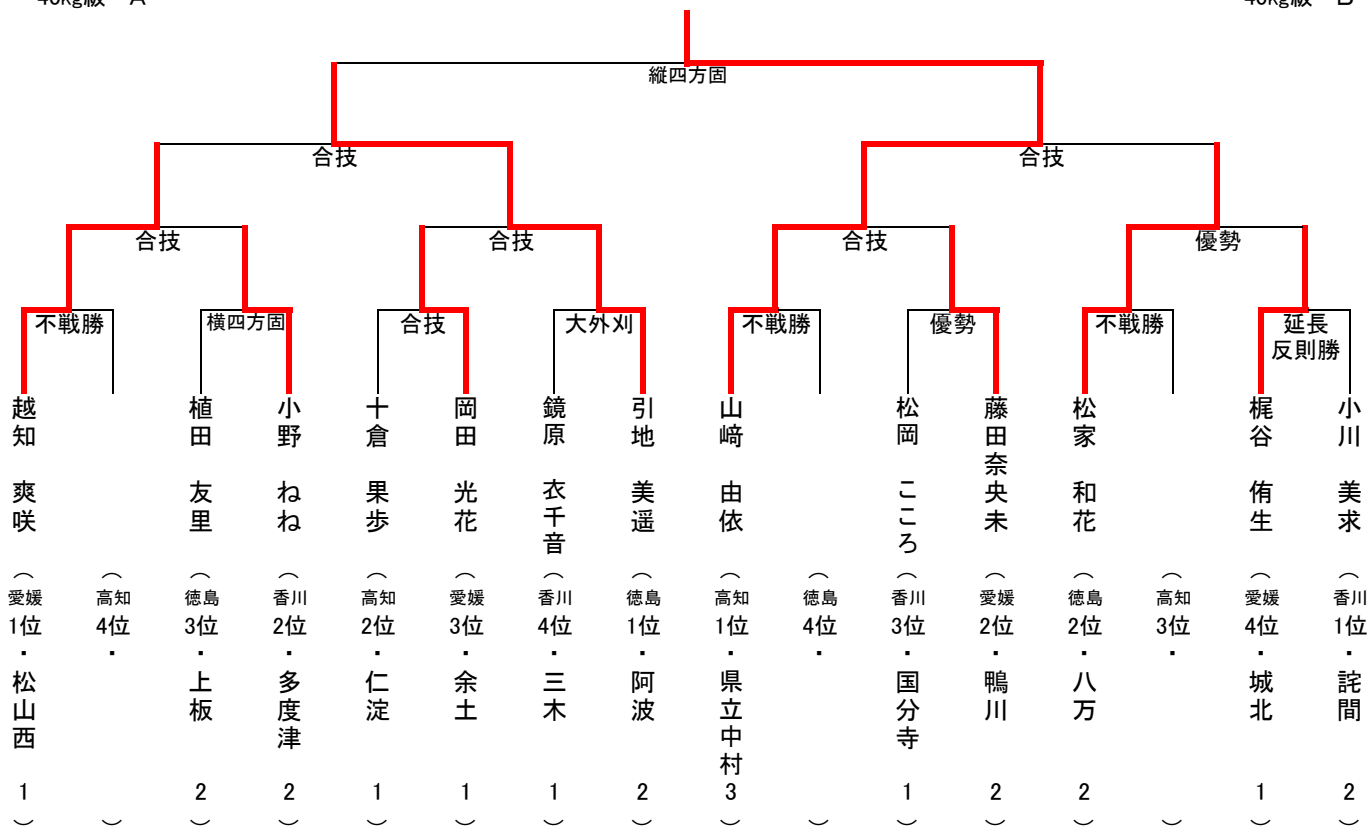 縦四方固
合技
合技
合技
合技
合技
優勢
不戦勝
横四方固
合技
大外刈
不戦勝
優勢
不戦勝
延長
反則勝
越知 爽咲 （愛媛1位・松山西 1）
（高知4位・ ）
植田 友里 （徳島3位・上板 2）
小野 ねね （香川2位・多度津 2）
十倉 果歩 （高知2位・仁淀 1）
岡田 光花 （愛媛3位・余土 1）
鏡原 衣千音 （香川4位・三木 1）
引地 美遥 （徳島1位・阿波 2）
山﨑 由依 （高知1位・県立中村 3）
（徳島4位・ ）
松岡 こころ （香川3位・国分寺 1）
藤田奈央未 （愛媛2位・鴨川 2）
松家 和花 （徳島2位・八万 2）
（高知3位・ ）
梶谷 侑生 （愛媛4位・城北 1）
小川 美求 （香川1位・詫間 2）